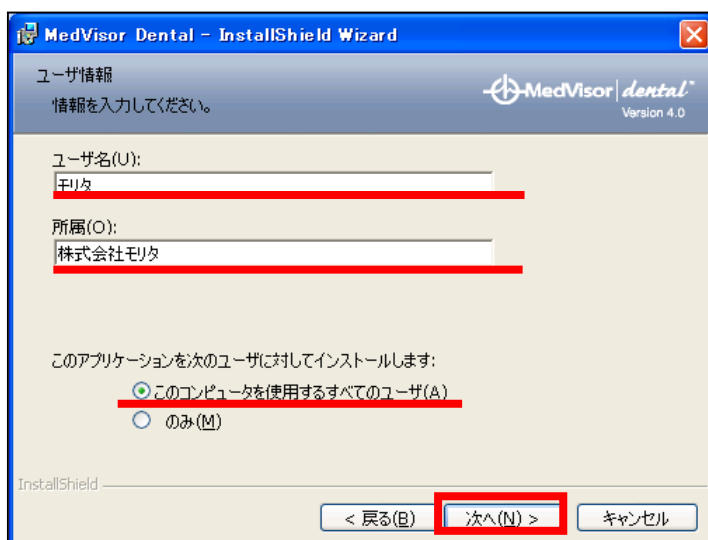 MedVisor Dental - InstallShield Wizard
ユーザ情報
情報を入力してください。
MedVisor dental™
Version 4.0
ユーザ名(U):
モリタ
所属(O):
株式会社モリタ
このアプリケーションを次のユーザに対してインストールします:
このコンピュータを使用するすべてのユーザ(A)
のみ(M)
InstallShield
< 戻る(B) 次へ(N) > キャンセル